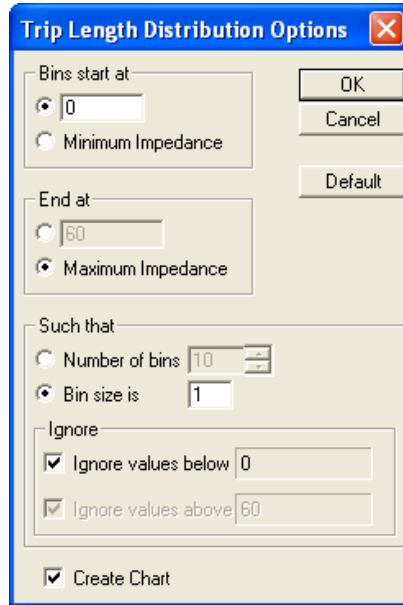 Trip Length Distribution Options
Bins start at
0
Minimum Impedance
OK
Cancel
Default
End at
60
Maximum Impedance
Such that
Number of bins 10
Bin size is 1
Ignore
Ignore values below 0
Ignore values above 60
Create Chart